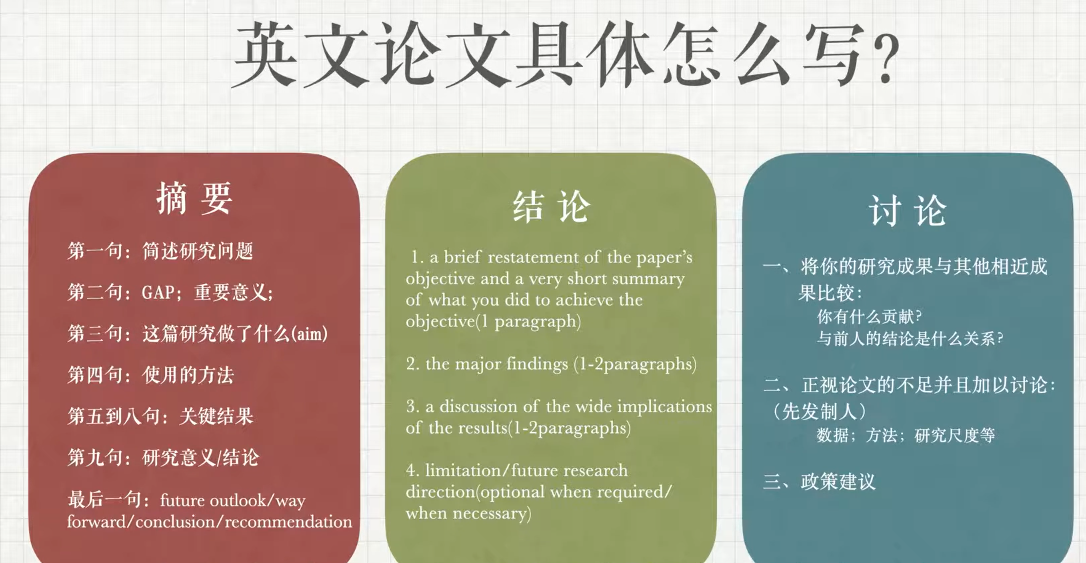 英文论文具体怎么写?
摘要
第一句：简述研究问题
第二句：GAP；重要意义；
第三句：这篇研究做了什么(aim)
第四句：使用的方法
第五到八句：关键结果
第九句：研究意义/结论
最后一句：future outlook/way
forward/conclusion/recommendation
结论
1. a brief restatement of the paper's
objective and a very short summary
of what you did to achieve the
objective(1 paragraph)
2. the major findings (1-2paragraphs)
3. a discussion of the wide implications
of the results(1-2paragraphs)
4. limitation/future research
direction(optional when required/
when necessary)
讨论
一、将你的研究成果与其他相近成
果比较：
你有什么贡献?
与前人的结论是什么关系?
二、正视论文的不足并且加以讨论：
（先发制人）
数据；方法；研究尺度等
三、政策建议